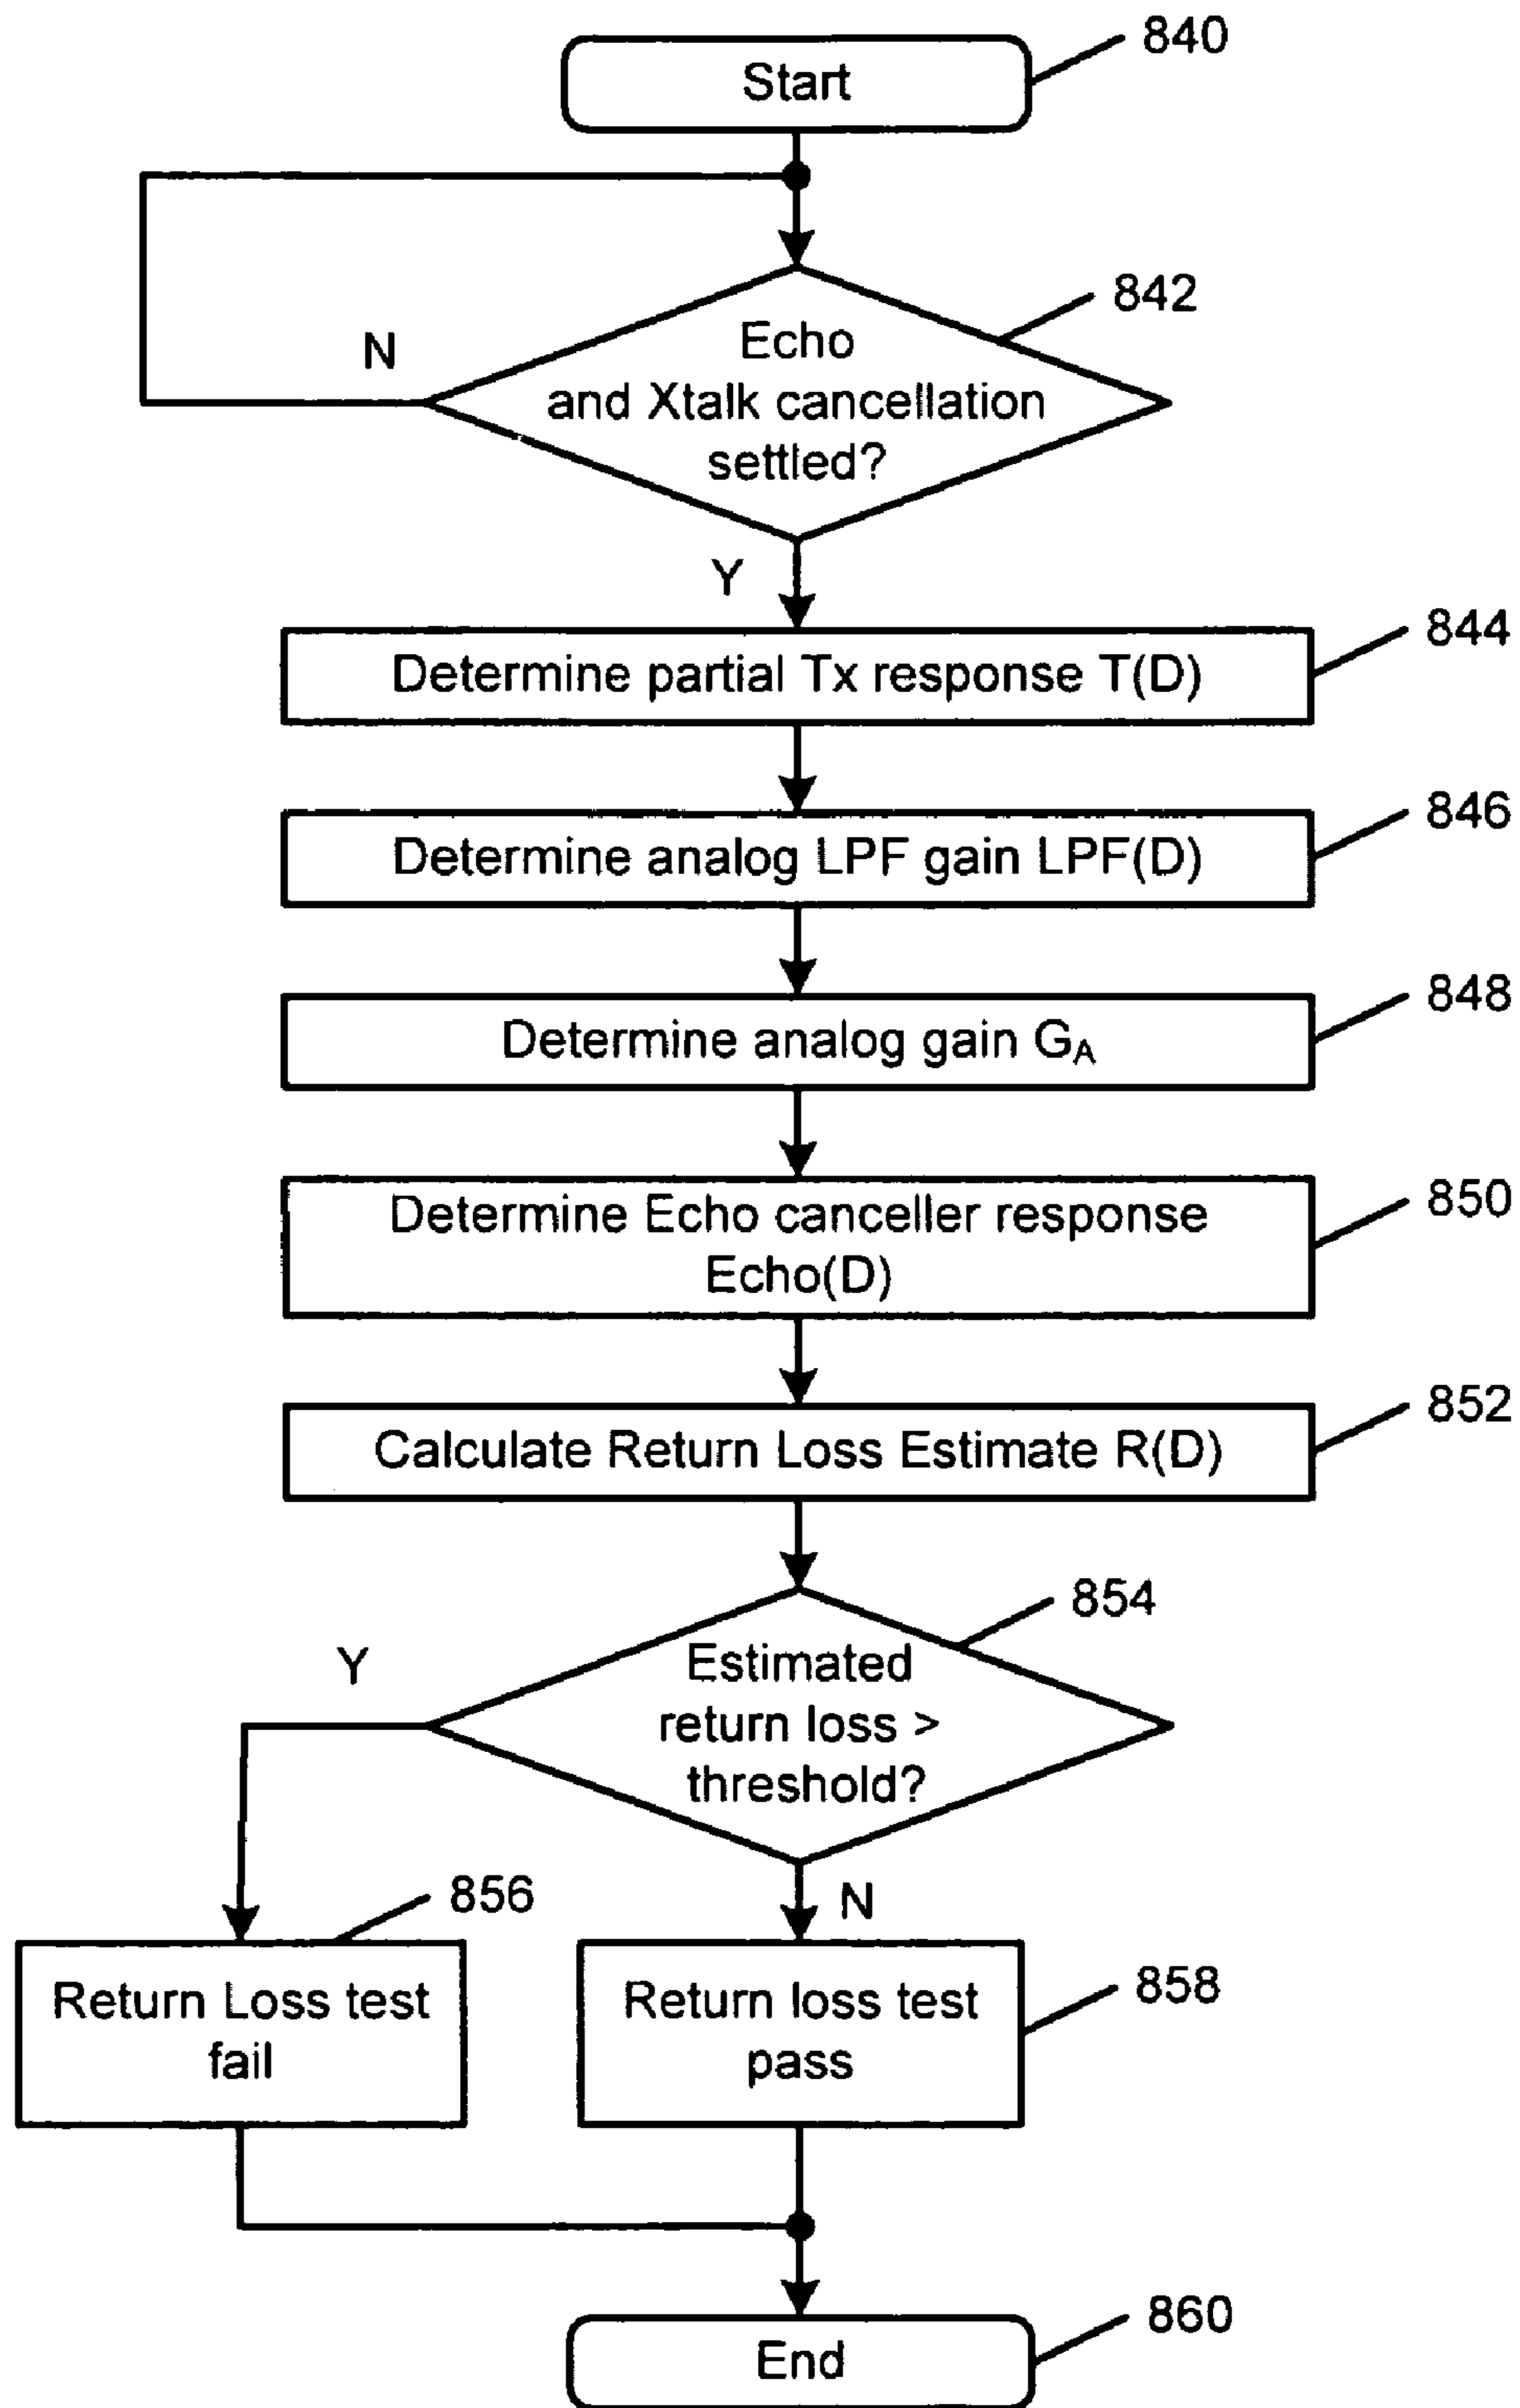 840
Start
842
N
Echo
and Xtalk cancellation
settled?
Y
844
Determine partial Tx response T(D)
846
Determine analog LPF gain LPF(D)
848
Determine analog gain G_A
850
Determine Echo canceller response
Echo(D)
852
Calculate Return Loss Estimate R(D)
854
Y
Estimated
return loss >
threshold?
856
N
Return Loss test
fail
858
Return loss test
pass
860
End